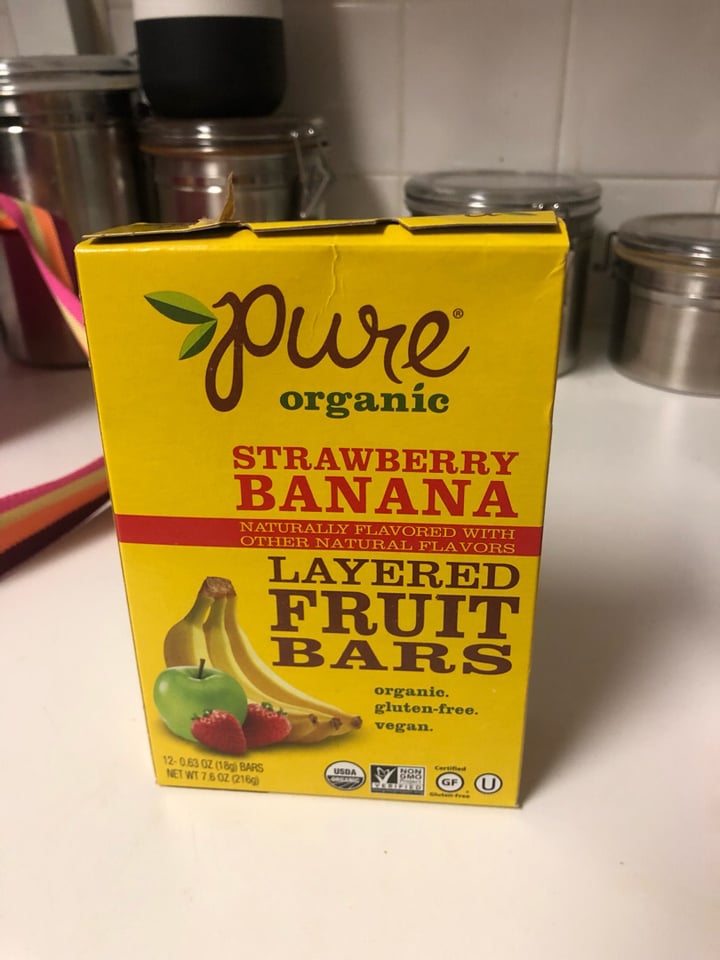 pure®
organic
STRAWBERRY
BANANA
NATURALLY FLAVORED WITH
OTHER NATURAL FLAVORS
LAYERED
FRUIT
BARS
organic.
gluten-free.
vegan.
12- 0.63 OZ (18g) BARS
NET WT 7.6 OZ (216g)
USDA
ORGANIC
NON
GMO
Project
VERIFIED
Certified
GF
Gluten-Free
U